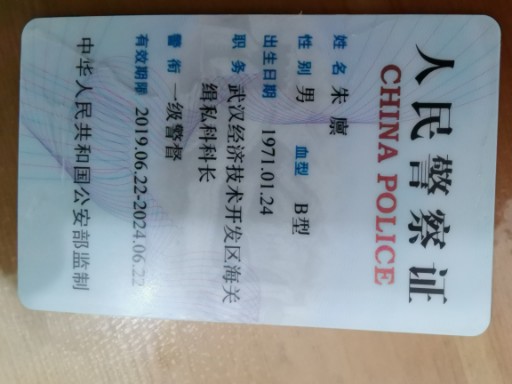 人民警察证
CHINA POLICE
姓 名 朱 廪
性 别 男 血型 B型
出生日期 1971.01.24
职 务 武汉经济技术开发区海关
缉私科科长
警 衔 一级警督
有效期限 2019.06.22-2024.06.22
中华人民共和国公安部监制